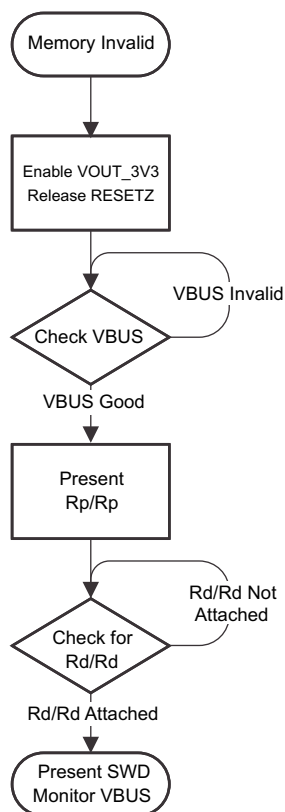 Memory Invalid
Enable VOUT_3V3
Release RESETZ
VBUS Invalid
Check VBUS
VBUS Good
Present
Rp/Rp
Rd/Rd Not
Attached
Check for
Rd/Rd
Rd/Rd Attached
Present SWD
Monitor VBUS